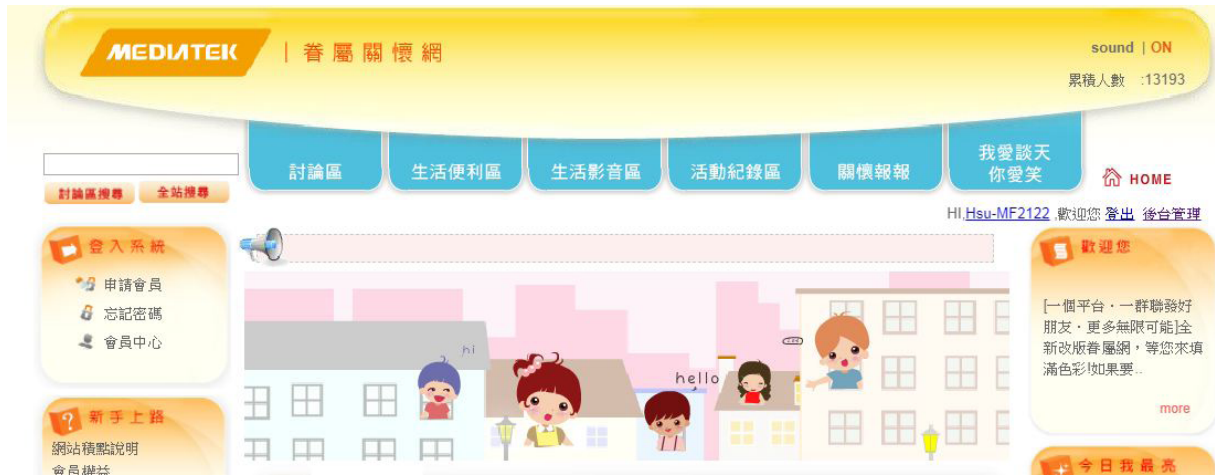 MEDIATEK
|眷屬關懷網
sound | ON
累積人數 :13193
討論區
生活便利區
生活影音區
活動紀錄區
關懷報報
我愛談天
你愛笑
HOME
討論區搜尋
全站搜尋
HI,Hsu-MF2122 ,歡迎您 登出 後台管理
登入系統
申請會員
忘記密碼
會員中心
新手上路
網站積點說明
會員權益
hi
hello
歡迎您
[一個平台‧一群聯發好
朋友‧更多無限可能]全
新改版眷屬網，等您來填
滿色彩!如果要..
more
今日我最亮